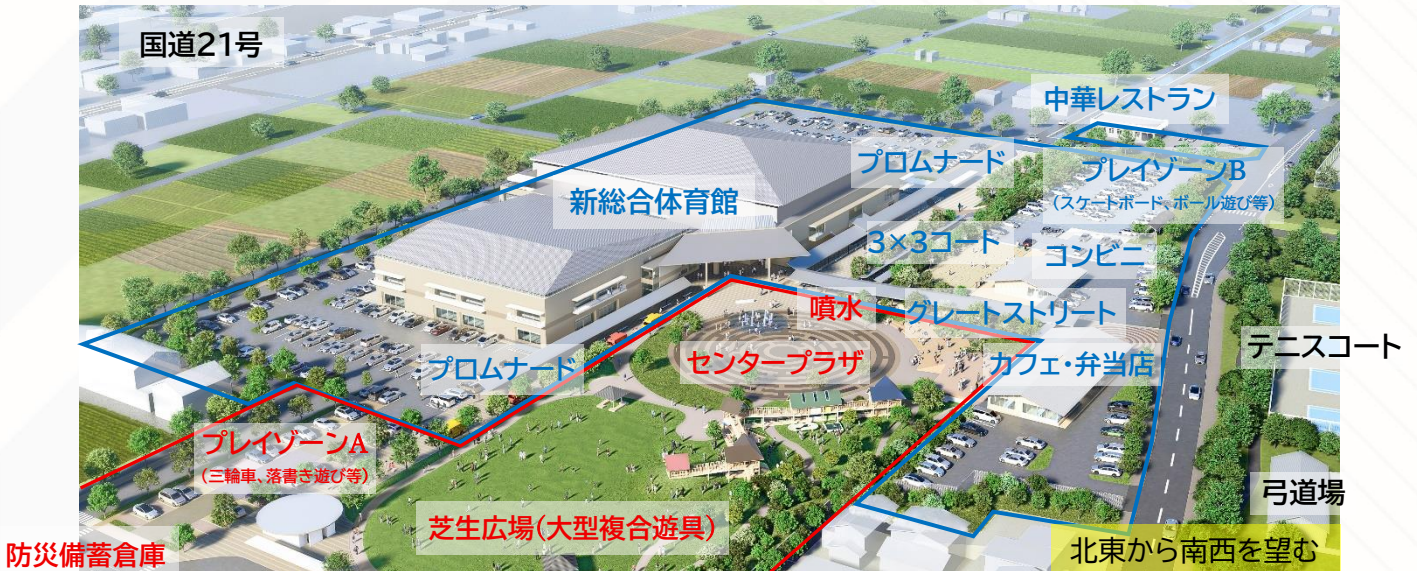 国道21号
中華レストラン
プロムナード
プレイゾーンB
(スケートボード、ボール遊び等)
新総合体育館
3×3コート
コンビニ
噴水
グレートストリート
テニスコート
センタープラザ
カフェ・弁当店
プロムナード
プレイゾーンA
(三輪車、落書き遊び等)
弓道場
芝生広場(大型複合遊具)
防災備蓄倉庫
北東から南西を望む